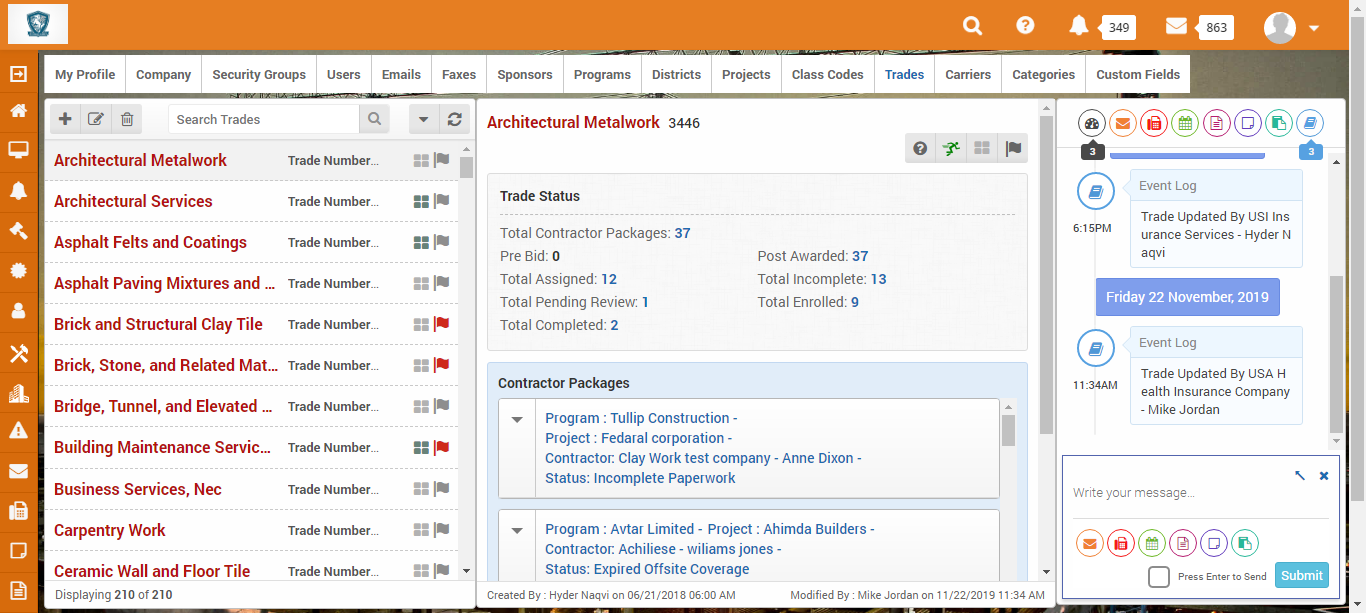 349
863
My Profile
Company
Security Groups
Users
Emails
Faxes
Sponsors
Programs
Districts
Projects
Class Codes
Trades
Carriers
Categories
Custom Fields
Search Trades
Architectural Metalwork Trade Number...
Architectural Services Trade Number...
Asphalt Felts and Coatings Trade Number...
Asphalt Paving Mixtures and ... Trade Number...
Brick and Structural Clay Tile Trade Number...
Brick, Stone, and Related Mat... Trade Number...
Bridge, Tunnel, and Elevated ... Trade Number...
Building Maintenance Servic... Trade Number...
Business Services, Nec Trade Number...
Carpentry Work Trade Number...
Ceramic Wall and Floor Tile Trade Number...
Displaying 210 of 210
Architectural Metalwork 3446
Trade Status
Total Contractor Packages: 37
Pre Bid: 0 Post Awarded: 37
Total Assigned: 12 Total Incomplete: 13
Total Pending Review: 1 Total Enrolled: 9
Total Completed: 2
Contractor Packages
Program : Tullip Construction -
Project : Fedaral corporation -
Contractor: Clay Work test company - Anne Dixon -
Status: Incomplete Paperwork
Program : Avtar Limited - Project : Ahimda Builders -
Contractor: Achiliese - wiliams jones -
Status: Expired Offsite Coverage
Created By : Hyder Naqvi on 06/21/2018 06:00 AM Modified By : Mike Jordan on 11/22/2019 11:34 AM
3
3
Event Log
6:15PM
Trade Updated By USI Ins
urance Services - Hyder N
aqvi
Friday 22 November, 2019
Event Log
11:34AM
Trade Updated By USA H
ealth Insurance Company
- Mike Jordan
Write your message...
Press Enter to Send
Submit